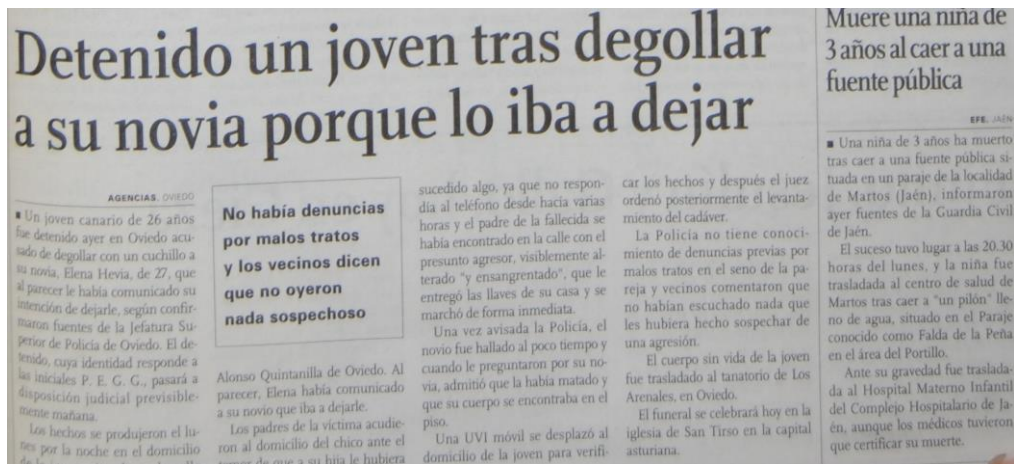 Detenido un joven tras degollar
a su novia porque lo iba a dejar
AGENCIAS. OVIEDO
■ Un joven canario de 26 años
fue detenido ayer en Oviedo acu-
sado de degollar con un cuchillo a
su novia, Elena Hevia, de 27, que
al parecer le había comunicado su
intención de dejarle, según confir-
maron fuentes de la Jefatura Su-
perior de Policía de Oviedo. El de-
tenido, cuya identidad responde a
las iniciales P. E. G. G., pasará a
disposición judicial previsible-
mente mañana.
Los hechos se produjeron el lu-
nes por la noche en el domicilio
No había denuncias
por malos tratos
y los vecinos dicen
que no oyeron
nada sospechoso
Alonso Quintanilla de Oviedo. Al
parecer, Elena había comunicado
a su novio que iba a dejarle.
Los padres de la víctima acudie-
ron al domicilio del chico ante el
temor de que a su hija le hubiera
sucedido algo, ya que no respon-
día al teléfono desde hacía varias
horas y el padre de la fallecida se
había encontrado en la calle con el
presunto agresor, visiblemente al-
terado "y ensangrentado", que le
entregó las llaves de su casa y se
marchó de forma inmediata.
Una vez avisada la Policía, el
novio fue hallado al poco tiempo y
cuando le preguntaron por su no-
via, admitió que la había matado y
que su cuerpo se encontraba en el
piso.
Una UVI móvil se desplazó al
domicilio de la joven para verifi-
car los hechos y después el juez
ordenó posteriormente el levanta-
miento del cadáver.
La Policía no tiene conoci-
miento de denuncias previas por
malos tratos en el seno de la pa-
reja y vecinos comentaron que
no habían escuchado nada que
les hubiera hecho sospechar de
una agresión.
El cuerpo sin vida de la joven
fue trasladado al tanatorio de Los
Arenales, en Oviedo.
El funeral se celebrará hoy en la
iglesia de San Tirso en la capital
asturiana.
Muere una niña de
3 años al caer a una
fuente pública
EFE. JAÉN
■ Una niña de 3 años ha muerto
tras caer a una fuente pública si-
tuada en un paraje de la localidad
de Martos (Jaén), informaron
ayer fuentes de la Guardia Civil
de Jaén.
El suceso tuvo lugar a las 20.30
horas del lunes, y la niña fue
trasladada al centro de salud de
Martos tras caer a "un pilón" lle-
no de agua, situado en el Paraje
conocido como Falda de la Peña
en el área del Portillo.
Ante su gravedad fue traslada-
da al Hospital Materno Infantil
del Complejo Hospitalario de Ja-
én, aunque los médicos tuvieron
que certificar su muerte.